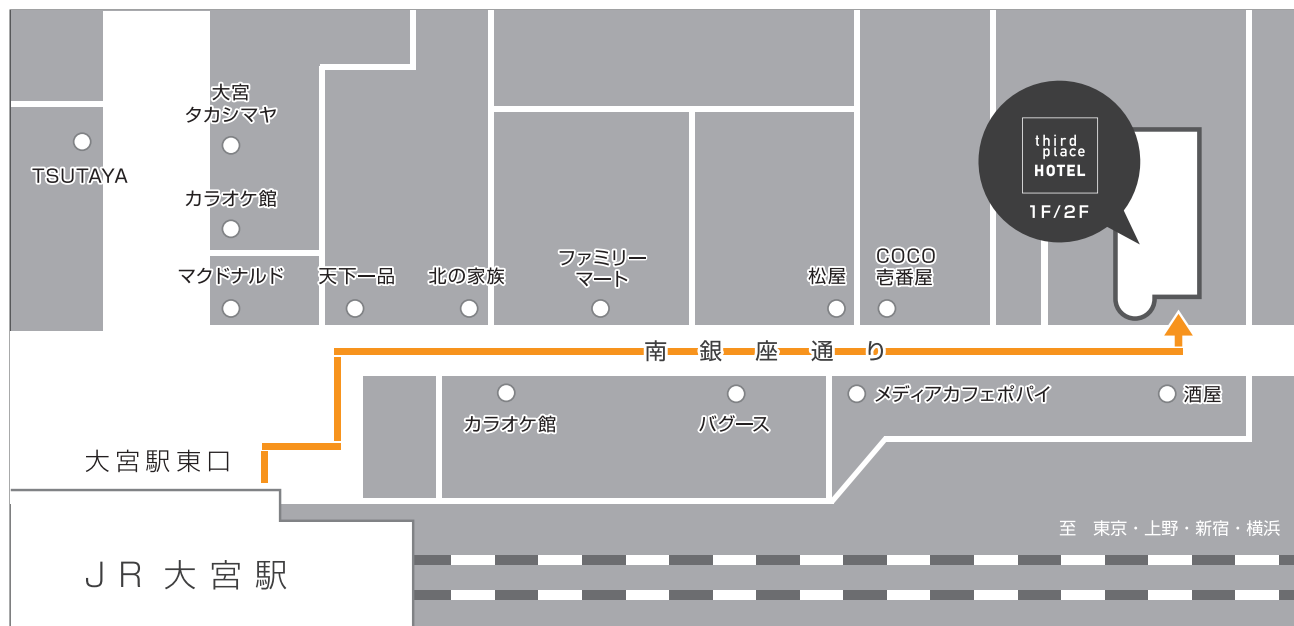 大宮
タカシマヤ
TSUTAYA
カラオケ館
third
place
HOTEL
1F/2F
マクドナルド
天下一品
北の家族
ファミリー
マート
松屋
COCO
壱番屋
南銀座通り
カラオケ館
バグース
メディアカフェポパイ
酒屋
大宮駅東口
至　東京・上野・新宿・横浜
JR大宮駅